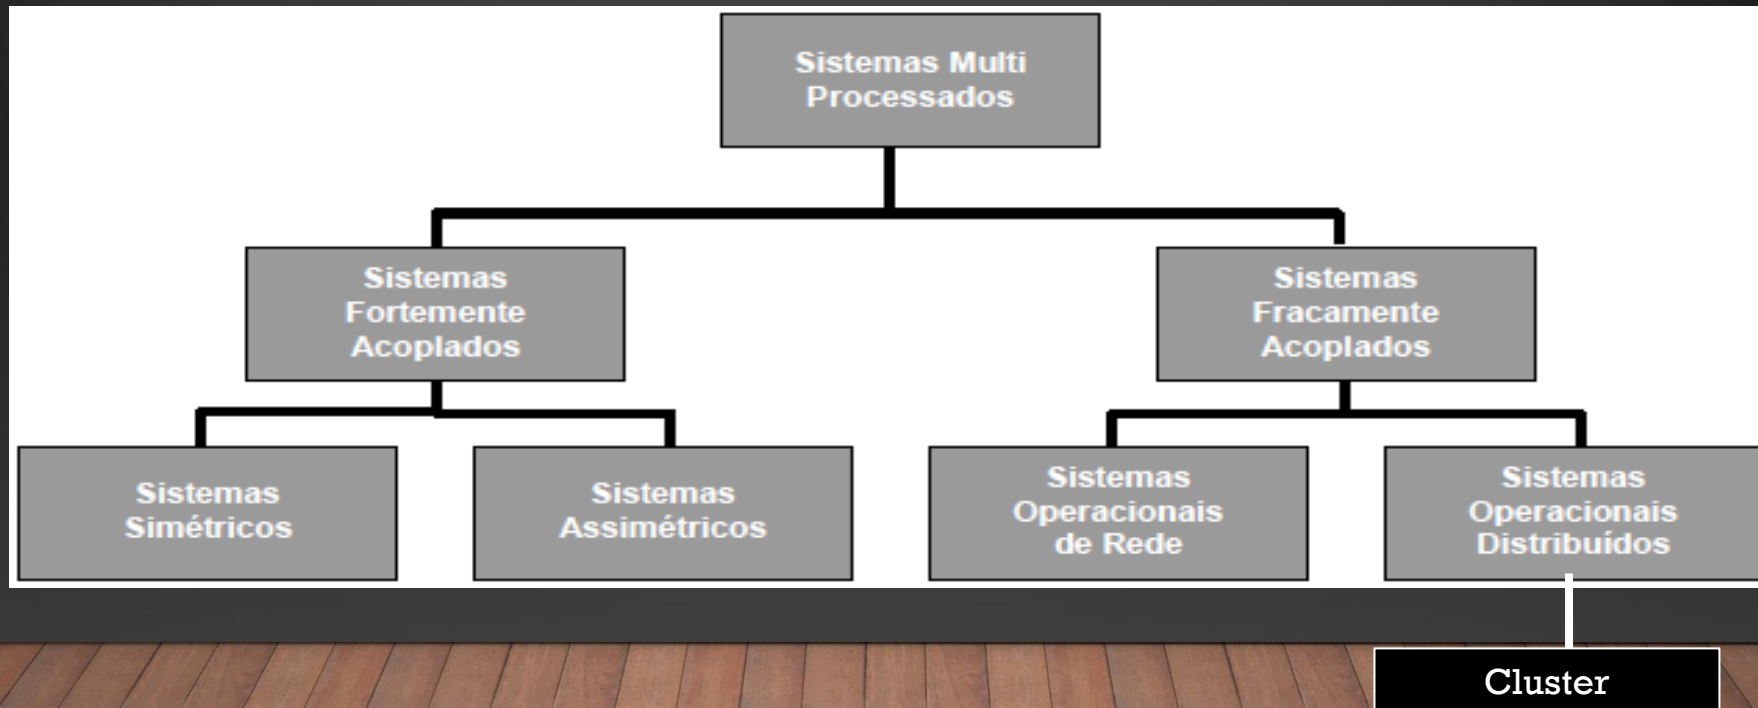 Sistemas Multi
Processados
Sistemas
Fortemente
Acoplados
Sistemas
Fracamente
Acoplados
Sistemas
Simétricos
Sistemas
Assimétricos
Sistemas
Operacionais
de Rede
Sistemas
Operacionais
Distribuídos
Cluster